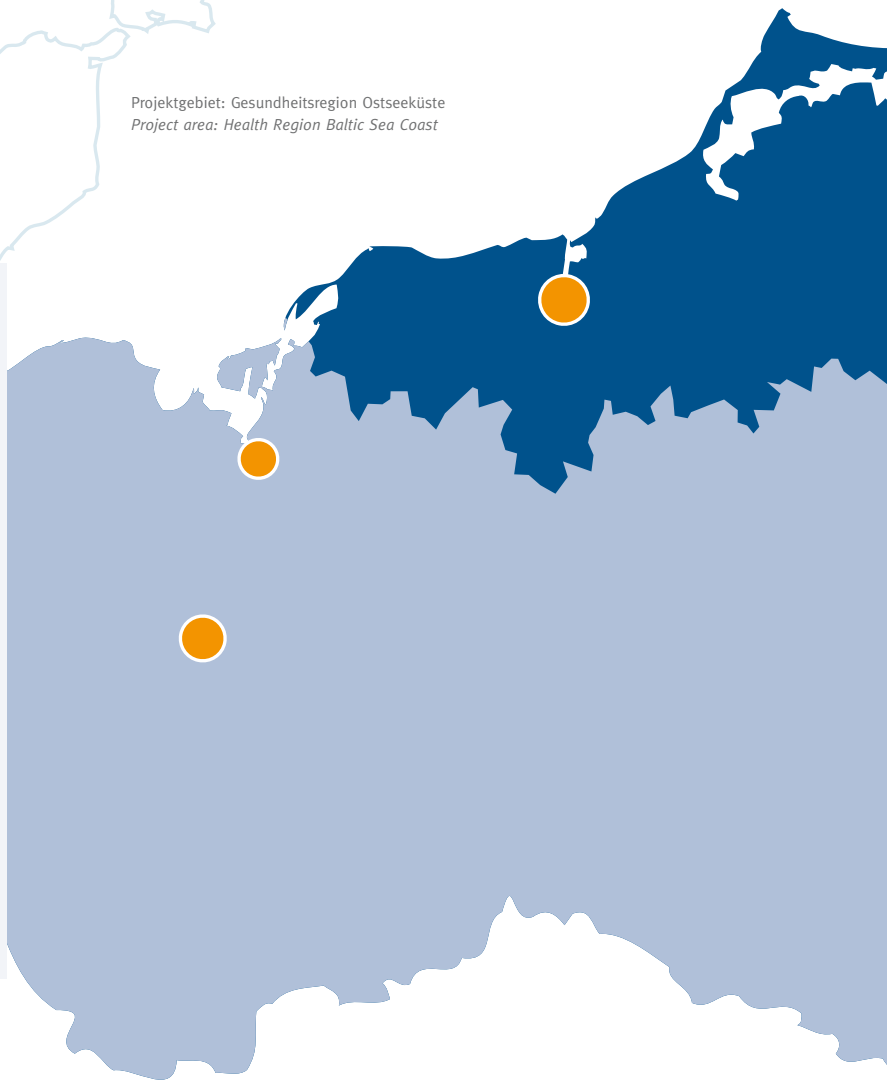 Projektgebiet: Gesundheitsregion Ostseeküste
Project area: Health Region Baltic Sea Coast